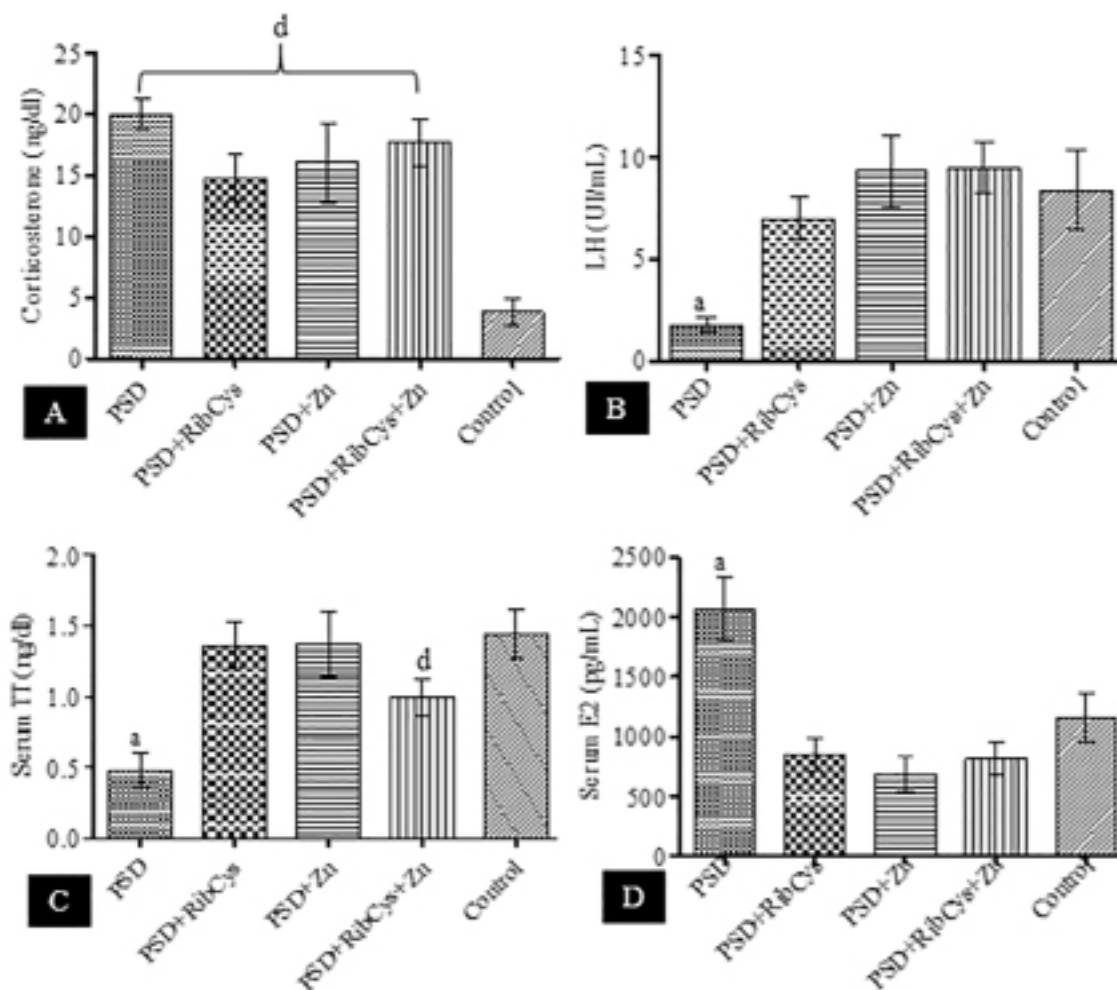 d
Corticosterone (ng/dl)
25
20
15
10
5
0
PSD
PSD+RibCys
PSD+Zn
PSD+RibCys+Zn
Control
A
LH (UI/mL)
15
10
5
0
a
PSD
PSD+RibCys
PSD+Zn
PSD+RibCys+Zn
Control
B
Serum TT (ng/dl)
2.0
1.5
1.0
0.5
0.0
a
d
PSD
PSD+RibCys
PSD+Zn
PSD+RibCys+Zn
Control
C
Serum E2 (pg/mL)
2500
2000
1500
1000
500
0
a
PSD
PSD+RibCys
PSD+Zn
PSD+RibCys+Zn
Control
D